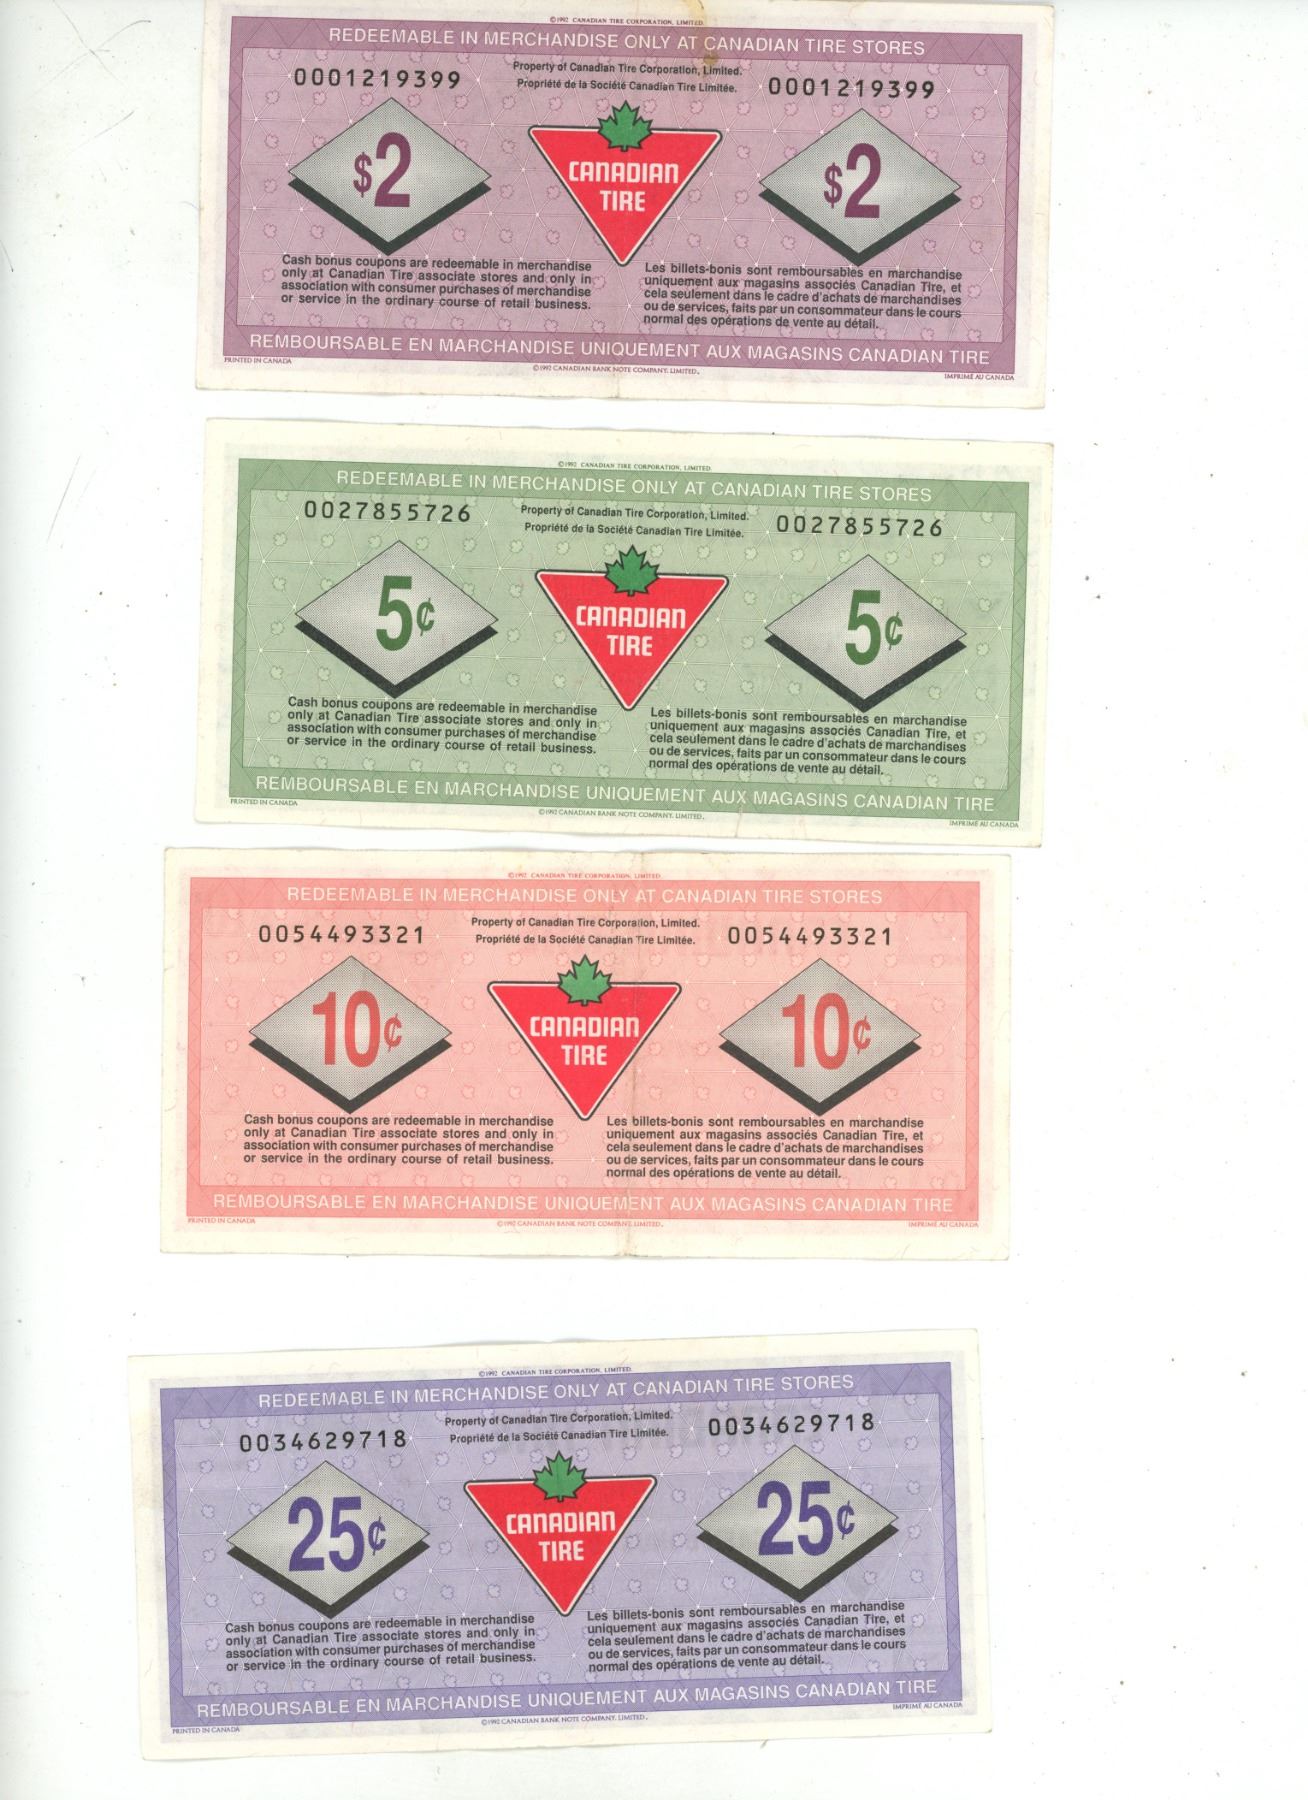 ©1992 CANADIAN TIRE CORPORATION, LIMITED.
REDEEMABLE IN MERCHANDISE ONLY AT CANADIAN TIRE STORES
Property of Canadian Tire Corporation, Limited.
Propriété de la Société Canadian Tire Limitée.
0001219399 0001219399
$2 CANADIAN TIRE $2
Cash bonus coupons are redeemable in merchandise
only at Canadian Tire associate stores and only in
association with consumer purchases of merchandise
or service in the ordinary course of retail business.
Les billets-bonis sont remboursables en marchandise
uniquement aux magasins associés Canadian Tire, et
cela seulement dans le cadre d'achats de marchandises
ou de services, faits par un consommateur dans le cours
normal des opérations de vente au détail.
REMBOURSABLE EN MARCHANDISE UNIQUEMENT AUX MAGASINS CANADIAN TIRE
PRINTED IN CANADA ©1992 CANADIAN BANK NOTE COMPANY, LIMITED. IMPRIMÉ AU CANADA
©1992 CANADIAN TIRE CORPORATION, LIMITED.
REDEEMABLE IN MERCHANDISE ONLY AT CANADIAN TIRE STORES
Property of Canadian Tire Corporation, Limited.
Propriété de la Société Canadian Tire Limitée.
0027855726 0027855726
5¢ CANADIAN TIRE 5¢
Cash bonus coupons are redeemable in merchandise
only at Canadian Tire associate stores and only in
association with consumer purchases of merchandise
or service in the ordinary course of retail business.
Les billets-bonis sont remboursables en marchandise
uniquement aux magasins associés Canadian Tire, et
cela seulement dans le cadre d'achats de marchandises
ou de services, faits par un consommateur dans le cours
normal des opérations de vente au détail.
REMBOURSABLE EN MARCHANDISE UNIQUEMENT AUX MAGASINS CANADIAN TIRE
PRINTED IN CANADA ©1992 CANADIAN BANK NOTE COMPANY, LIMITED. IMPRIMÉ AU CANADA
©1992 CANADIAN TIRE CORPORATION, LIMITED.
REDEEMABLE IN MERCHANDISE ONLY AT CANADIAN TIRE STORES
Property of Canadian Tire Corporation, Limited.
Propriété de la Société Canadian Tire Limitée.
0054493321 0054493321
10¢ CANADIAN TIRE 10¢
Cash bonus coupons are redeemable in merchandise
only at Canadian Tire associate stores and only in
association with consumer purchases of merchandise
or service in the ordinary course of retail business.
Les billets-bonis sont remboursables en marchandise
uniquement aux magasins associés Canadian Tire, et
cela seulement dans le cadre d'achats de marchandises
ou de services, faits par un consommateur dans le cours
normal des opérations de vente au détail.
REMBOURSABLE EN MARCHANDISE UNIQUEMENT AUX MAGASINS CANADIAN TIRE
PRINTED IN CANADA ©1992 CANADIAN BANK NOTE COMPANY, LIMITED. IMPRIMÉ AU CANADA
©1992 CANADIAN TIRE CORPORATION, LIMITED.
REDEEMABLE IN MERCHANDISE ONLY AT CANADIAN TIRE STORES
Property of Canadian Tire Corporation, Limited.
Propriété de la Société Canadian Tire Limitée.
0034629718 0034629718
25¢ CANADIAN TIRE 25¢
Cash bonus coupons are redeemable in merchandise
only at Canadian Tire associate stores and only in
association with consumer purchases of merchandise
or service in the ordinary course of retail business.
Les billets-bonis sont remboursables en marchandise
uniquement aux magasins associés Canadian Tire, et
cela seulement dans le cadre d'achats de marchandises
ou de services, faits par un consommateur dans le cours
normal des opérations de vente au détail.
REMBOURSABLE EN MARCHANDISE UNIQUEMENT AUX MAGASINS CANADIAN TIRE
PRINTED IN CANADA ©1992 CANADIAN BANK NOTE COMPANY, LIMITED. IMPRIMÉ AU CANADA